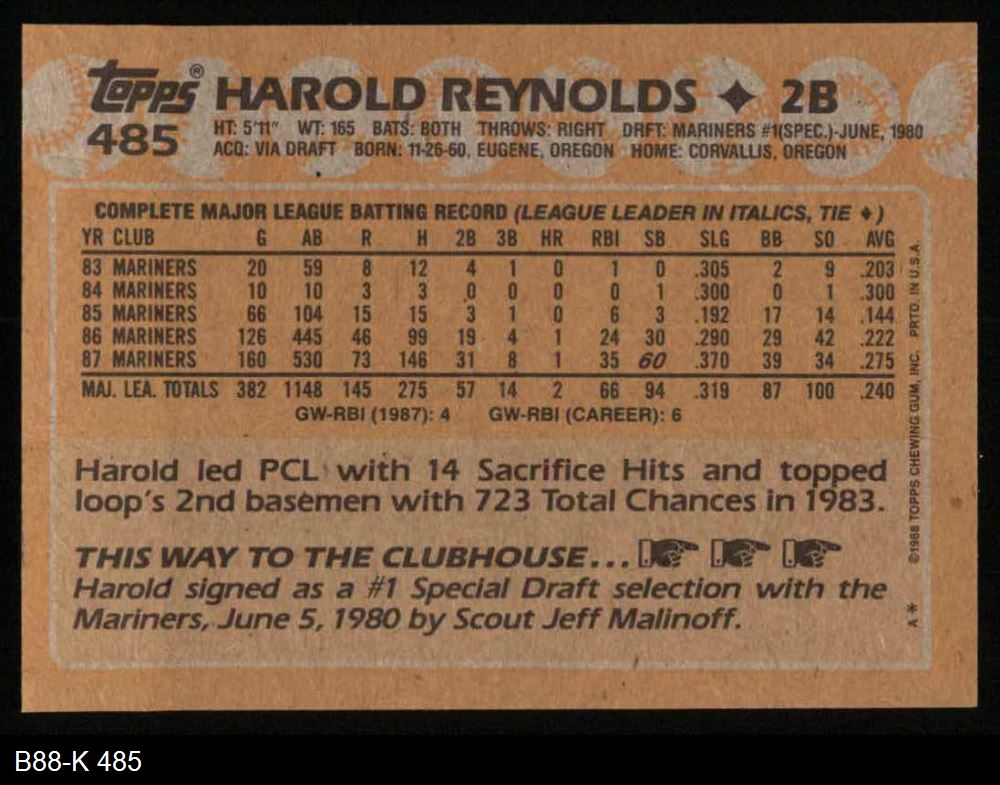 topps® HAROLD REYNOLDS ♦ 2B
485 HT: 5'11" WT: 165 BATS: BOTH THROWS: RIGHT DRFT: MARINERS #1(SPEC.)-JUNE, 1980
ACQ: VIA DRAFT BORN: 11-26-60, EUGENE, OREGON HOME: CORVALLIS, OREGON
COMPLETE MAJOR LEAGUE BATTING RECORD (LEAGUE LEADER IN ITALICS, TIE ♦)
YR CLUB G AB R H 2B 3B HR RBI SB SLG BB SO AVG
83 MARINERS 20 59 8 12 4 1 0 1 0 .305 2 9 .203
84 MARINERS 10 10 3 3 0 0 0 0 1 .300 0 1 .300
85 MARINERS 66 104 15 15 3 1 0 6 3 .192 17 14 .144
86 MARINERS 126 445 46 99 19 4 1 24 30 .290 29 42 .222
87 MARINERS 160 530 73 146 31 8 1 35 60 .370 39 34 .275
MAJ. LEA. TOTALS 382 1148 145 275 57 14 2 66 94 .319 87 100 .240
GW-RBI (1987): 4 GW-RBI (CAREER): 6
Harold led PCL with 14 Sacrifice Hits and topped
loop's 2nd basemen with 723 Total Chances in 1983.
THIS WAY TO THE CLUBHOUSE...
Harold signed as a #1 Special Draft selection with the
Mariners, June 5, 1980 by Scout Jeff Malinoff.
A* ©1988 TOPPS CHEWING GUM, INC. PRTD. IN U.S.A.
B88-K 485